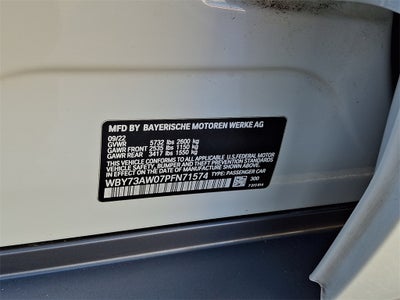 MFD BY BAYERISCHE MOTOREN WERKE AG
09/22
GVWR 5732 lbs 2600 kg
GAWR FRONT 2535 lbs 1150 kg
GAWR REAR 3417 lbs 1550 kg
THIS VEHICLE CONFORMS TO ALL APPLICABLE U.S.FEDERAL MOTOR
VEHICLE SAFETY, BUMPER AND THEFT PREVENTION STANDARDS
IN EFFECT ON THE DATE OF MANUFACTURE SHOWN ABOVE.
WBY73AW07PFN71574 TYPE: PASSENGER CAR
300